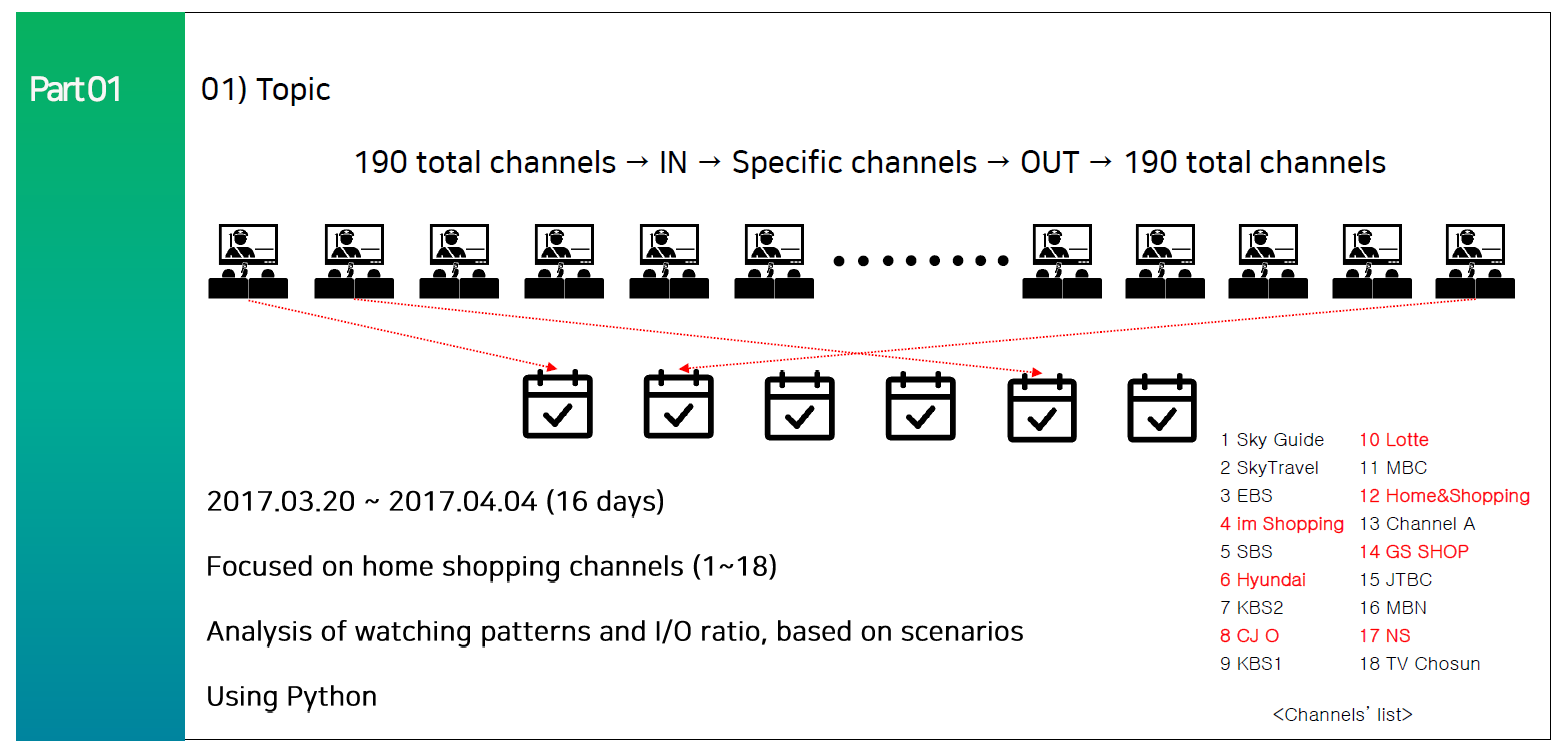 Part 01
01) Topic
190 total channels → IN → Specific channels → OUT → 190 total channels
2017.03.20 ~ 2017.04.04 (16 days)
Focused on home shopping channels (1~18)
Analysis of watching patterns and I/O ratio, based on scenarios
Using Python
1 Sky Guide
2 SkyTravel
3 EBS
4 im Shopping
5 SBS
6 Hyundai
7 KBS2
8 CJ O
9 KBS1
10 Lotte
11 MBC
12 Home&Shopping
13 Channel A
14 GS SHOP
15 JTBC
16 MBN
17 NS
18 TV Chosun
<Channels’ list>